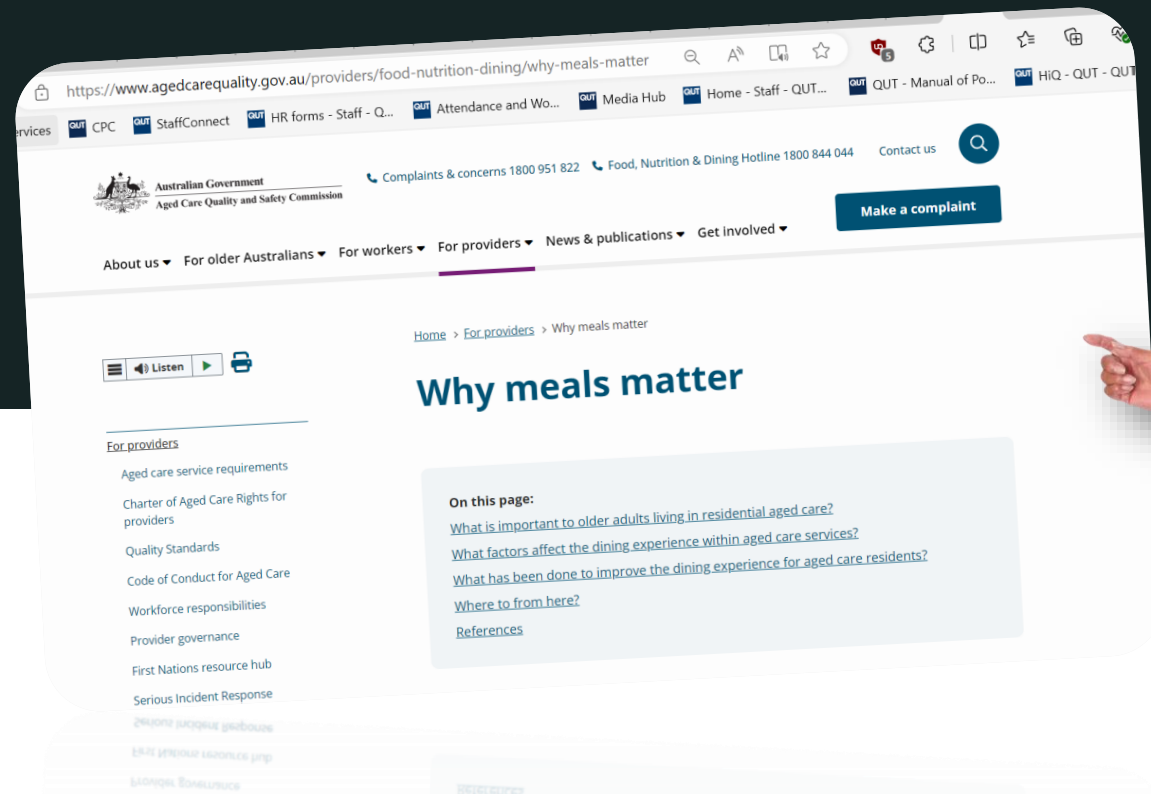 https://www.agedcarequality.gov.au/providers/food-nutrition-dining/why-meals-matter
ervices CPC StaffConnect HR forms - Staff - Q... Attendance and Wo... Media Hub Home - Staff - QUT... QUT - Manual of Po... HiQ - QUT - QUT
Australian Government
Aged Care Quality and Safety Commission
Complaints & concerns 1800 951 822 Food, Nutrition & Dining Hotline 1800 844 044 Contact us
Make a complaint
About us For older Australians For workers For providers News & publications Get involved
Home > For providers > Why meals matter
Listen
Why meals matter
For providers
Aged care service requirements
Charter of Aged Care Rights for
providers
Quality Standards
Code of Conduct for Aged Care
Workforce responsibilities
Provider governance
First Nations resource hub
Serious Incident Response
On this page:
What is important to older adults living in residential aged care?
What factors affect the dining experience within aged care services?
What has been done to improve the dining experience for aged care residents?
Where to from here?
References